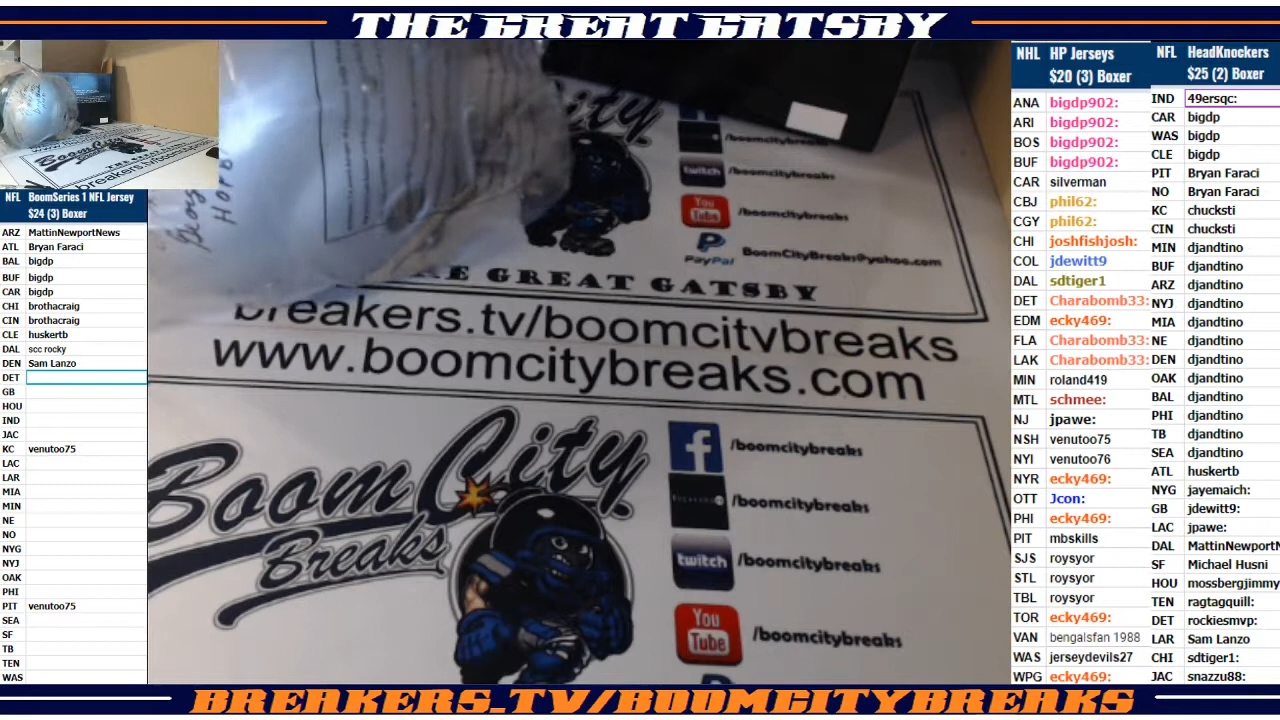 THE GREAT GATSBY
NFL BoomSeries 1 NFL Jersey
$24 (3) Boxer
ARZ MattinNewportNews
ATL Bryan Faraci
BAL bigdp
BUF bigdp
CAR bigdp
CHI brothacraig
CIN brothacraig
CLE huskertb
DAL scc rocky
DEN Sam Lanzo
DET
GB
HOU
IND
JAC
KC venutoo75
LAC
LAR
MIA
MIN
NE
NO
NYG
NYJ
OAK
PHI
PIT venutoo75
SEA
SF
TB
TEN
WAS
City
/boomcitybreaks
twitch /boomcitybreaks
You Tube /boomcitybreaks
PayPal BoomCityBreaks@yahoo.com
THE GREAT GATSBY
breakers.tv/boomcitybreaks
www.boomcitybreaks.com
Boom City
Breaks
/boomcitybreaks
/boomcitybreaks
twitch /boomcitybreaks
You Tube /boomcitybreaks
NHL HP Jerseys
$20 (3) Boxer
ANA bigdp902:
ARI bigdp902:
BOS bigdp902:
BUF bigdp902:
CAR silverman
CBJ phil62:
CGY phil62:
CHI joshfishjosh:
COL jdewitt9
DAL sdtiger1
DET Charabomb33:
EDM ecky469:
FLA Charabomb33:
LAK Charabomb33:
MIN roland419
MTL schmee:
NJ jpawe:
NSH venutoo75
NYI venutoo76
NYR ecky469:
OTT Jcon:
PHI ecky469:
PIT mbskills
SJS roysyor
STL roysyor
TBL roysyor
TOR ecky469:
VAN bengalsfan 1988
WAS jerseydevils27
WPG ecky469:
NFL HeadKnockers
$25 (2) Boxer
IND 49ersqc:
CAR bigdp
WAS bigdp
CLE bigdp
PIT Bryan Faraci
NO Bryan Faraci
KC chucksti
CIN chucksti
MIN djandtino
BUF djandtino
ARZ djandtino
NYJ djandtino
MIA djandtino
NE djandtino
DEN djandtino
OAK djandtino
BAL djandtino
PHI djandtino
TB djandtino
SEA djandtino
ATL huskertb
NYG jayemaich:
GB jdewitt9:
LAC jpawe:
DAL MattinNewportN
SF Michael Husni
HOU mossbergjimmy
TEN ragtagquill:
DET rockiesmvp:
LAR Sam Lanzo
CHI sdtiger1:
JAC snazzu88:
BREAKERS.TV/BOOMCITYBREAKS